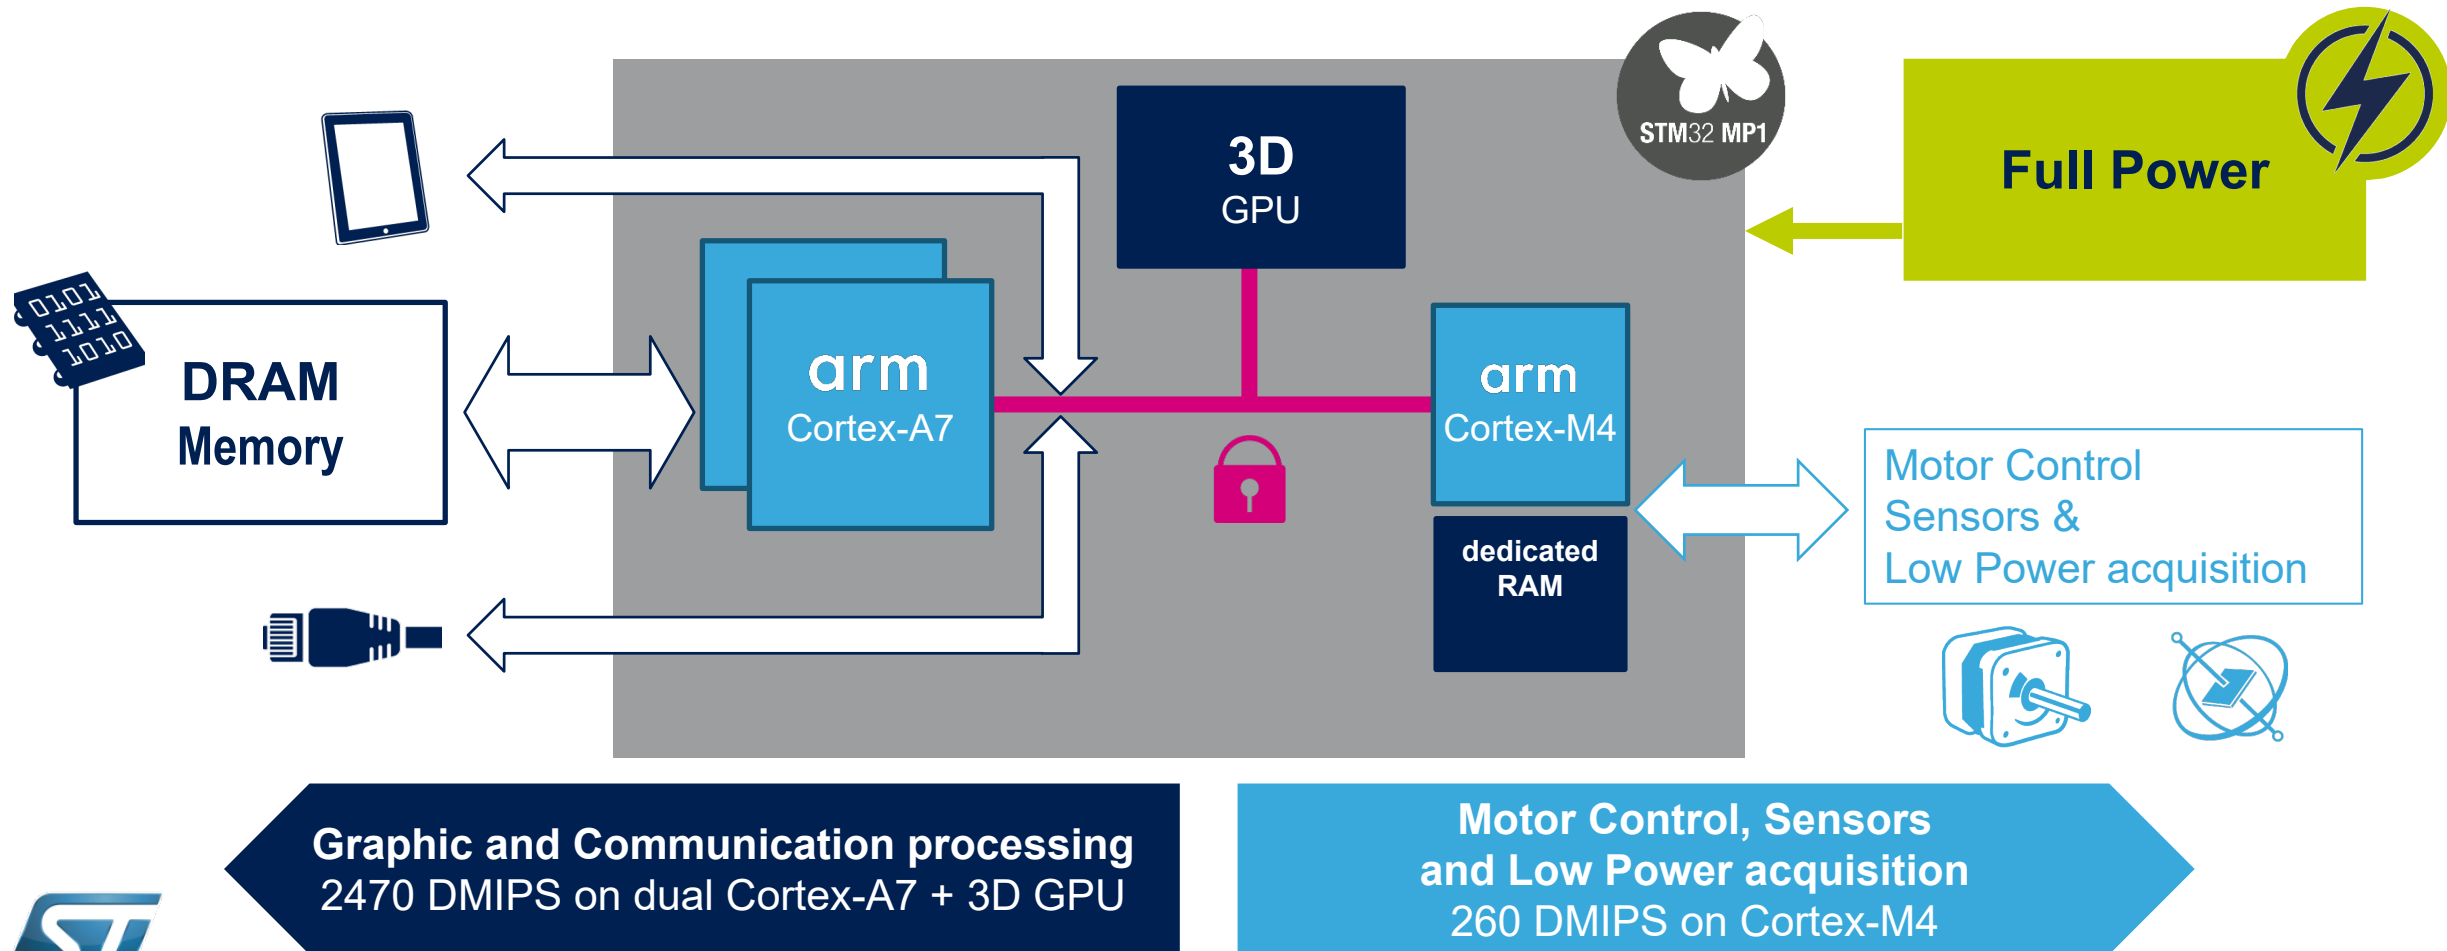 STM32 MP1
3D
GPU
Full Power
0101
1111
1010
DRAM
Memory
arm
Cortex-A7
arm
Cortex-M4
dedicated
RAM
Motor Control
Sensors &
Low Power acquisition
Graphic and Communication processing
2470 DMIPS on dual Cortex-A7 + 3D GPU
Motor Control, Sensors
and Low Power acquisition
260 DMIPS on Cortex-M4
ST